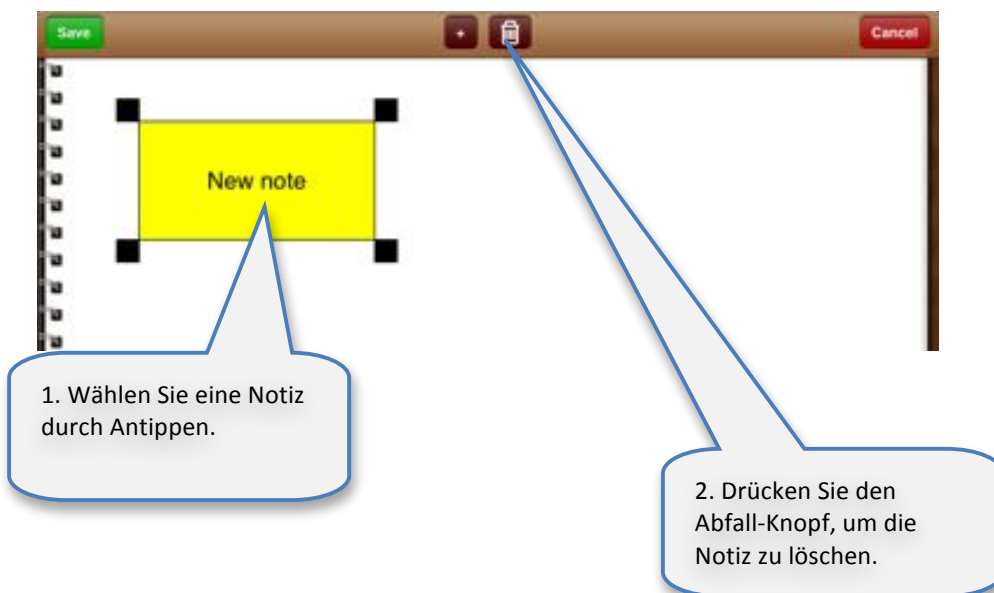 Save
+
Cancel
New note
1. Wählen Sie eine Notiz
durch Antippen.
2. Drücken Sie den
Abfall-Knopf, um die
Notiz zu löschen.